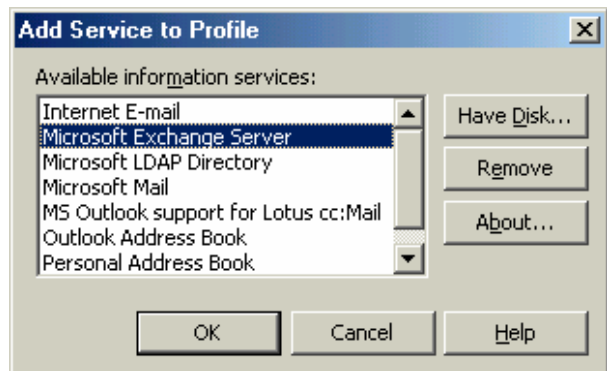 Add Service to Profile
Available information services:
Internet E-mail
Microsoft Exchange Server
Microsoft LDAP Directory
Microsoft Mail
MS Outlook support for Lotus cc:Mail
Outlook Address Book
Personal Address Book
Have Disk...
Remove
About...
OK
Cancel
Help